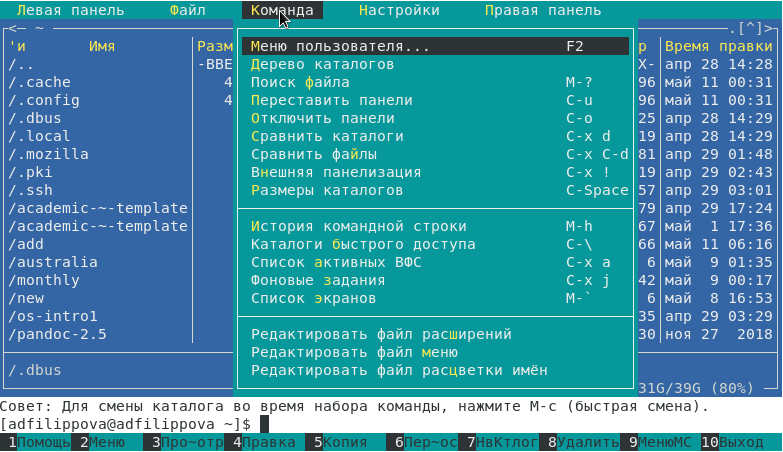 Левая панель Файл Команда Настройки Правая панель
<— ~ .[^]>
'и Имя Разм р Время правки
Меню пользователя... F2
/.. -ВВЕ X- апр 28 14:28
Дерево каталогов
/.cache 4 96 май 11 00:31
Поиск файла M-?
/.config 4 96 май 11 00:31
Переставить панели C-u
/.dbus 25 апр 28 14:29
Отключить панели C-o
/.local 19 апр 28 14:29
Сравнить каталоги C-x d
/.mozilla 81 апр 29 01:48
Сравнить файлы C-x C-d
/.pki 19 апр 29 02:43
Внешняя панелизация C-x !
/.ssh 57 апр 29 03:01
Размеры каталогов C-Space
/academic-~-template 79 апр 29 17:24
/academic-~-template 67 май 1 17:36
История командной строки M-h
/add 66 май 11 06:16
Каталоги быстрого доступа C-\
/australia 6 май 9 01:35
Список активных ВФС C-x a
/monthly 42 май 9 00:17
Фоновые задания C-x j
/new 6 май 8 16:53
Список экранов M-`
/os-intro1 35 апр 29 03:29
/pandoc-2.5 30 ноя 27 2018
Редактировать файл расширений
Редактировать файл меню
/.dbus
Редактировать файл расцветки имён
31G/39G (80%)
Совет: Для смены каталога во время набора команды, нажмите M-c (быстрая смена).
[adfilippova@adfilippova ~]$
1Помощь 2Меню 3Про~отр 4Правка 5Копия 6Пер~ос 7НвКтлог 8Удалить 9МенюМС 10Выход